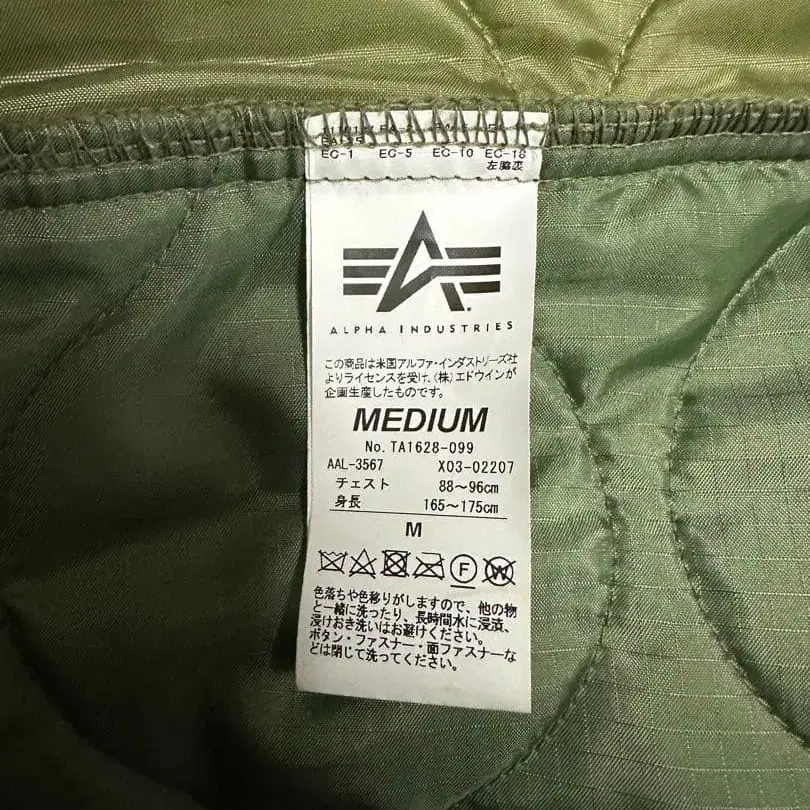 EC-1 EC-5 EC-10 EC-18
左脇変
ALPHA INDUSTRIES
この商品は米国アルファ・インダストリーズ社
よりライセンスを受け、(株)エドウインが
企画生産したものです。
MEDIUM
No. TA1628-099
AAL-3567 X03-02207
チェスト 88～96cm
身長 165～175cm
M
F W
色落ちや色移りがしますので、他の物
と一緒に洗ったり、長時間水に浸漬、
浸けおき洗いはお避けください。
ボタン・ファスナー・面ファスナーな
どは閉じて洗ってください。